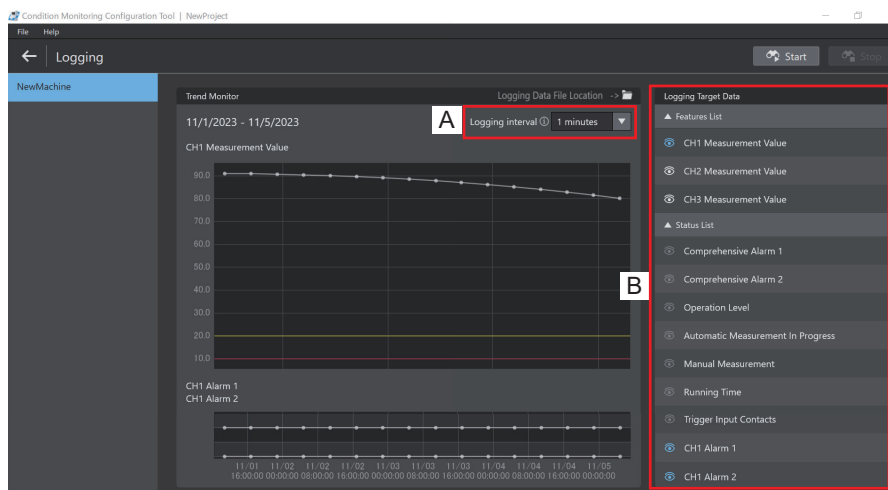 Condition Monitoring Configuration Tool | NewProject
File Help
← Logging
Start
Stop
NewMachine
Trend Monitor
Logging Data File Location ->
11/1/2023 - 11/5/2023
A
Logging interval ⓘ 1 minutes
CH1 Measurement Value
90.0
80.0
70.0
60.0
50.0
40.0
30.0
20.0
10.0
CH1 Alarm 1
CH1 Alarm 2
11/01 11/02 11/02 11/02 11/03 11/03 11/03 11/04 11/04 11/04 11/05
16:00:00 00:00:00 08:00:00 16:00:00 00:00:00 08:00:00 16:00:00 00:00:00 08:00:00 16:00:00 00:00:00
B
Logging Target Data
Features List
CH1 Measurement Value
CH2 Measurement Value
CH3 Measurement Value
Status List
Comprehensive Alarm 1
Comprehensive Alarm 2
Operation Level
Automatic Measurement In Progress
Manual Measurement
Running Time
Trigger Input Contacts
CH1 Alarm 1
CH1 Alarm 2